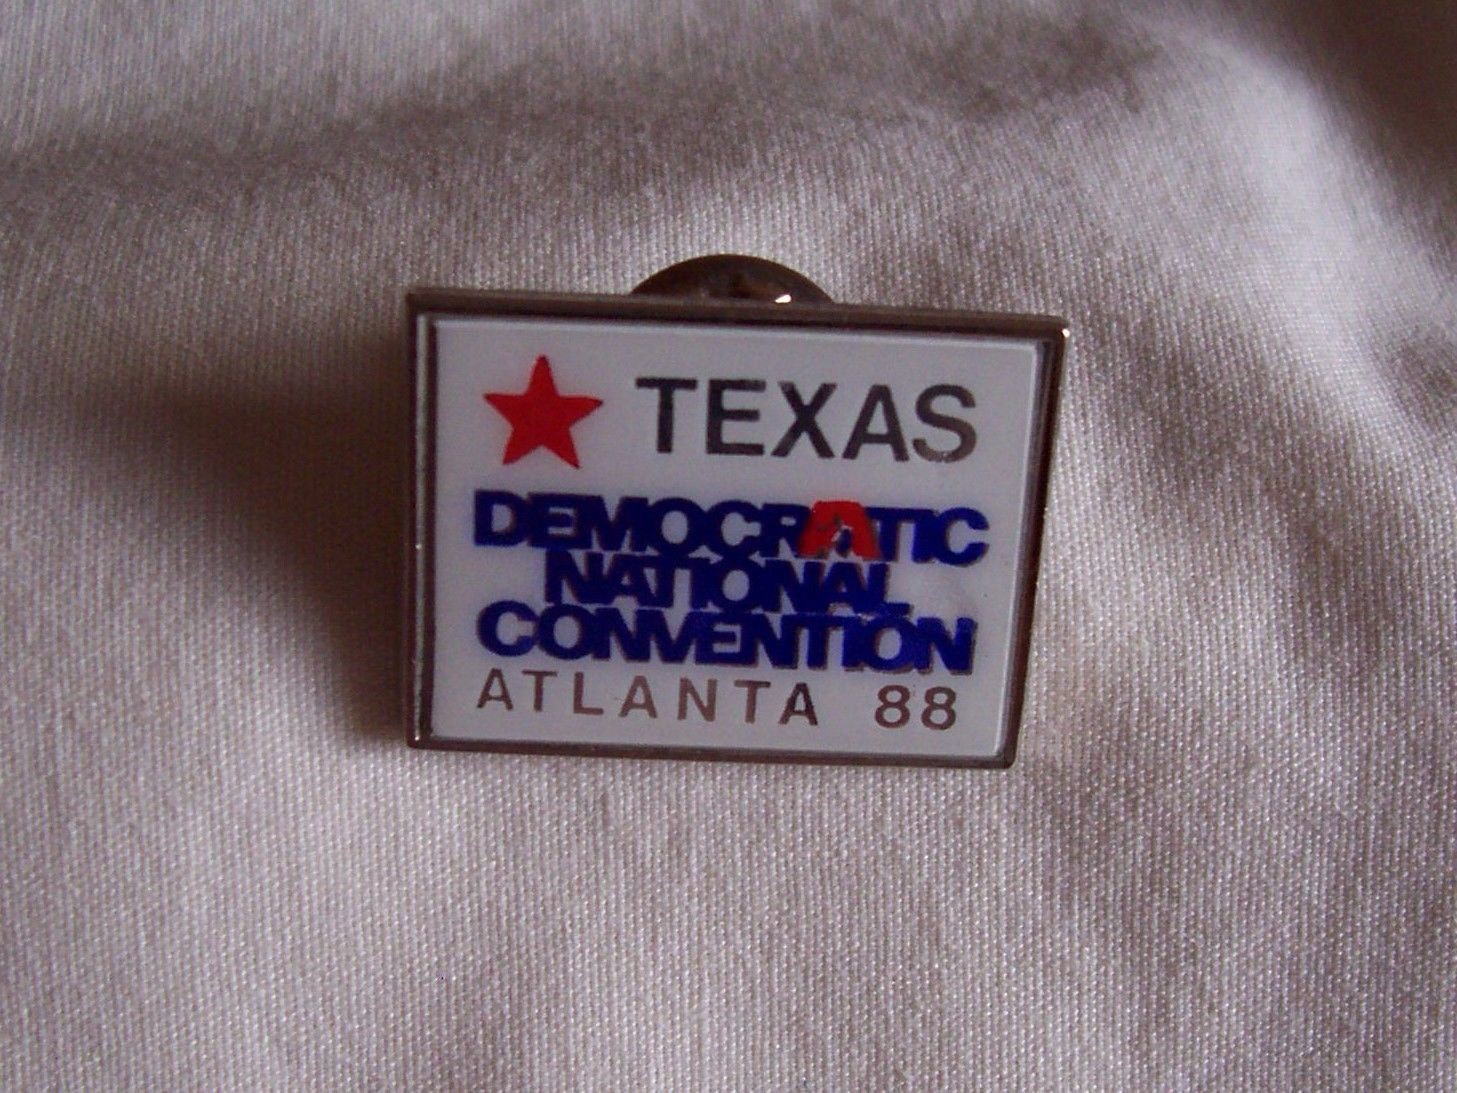 TEXAS
DEMOCRATIC
NATIONAL
CONVENTION
ATLANTA 88